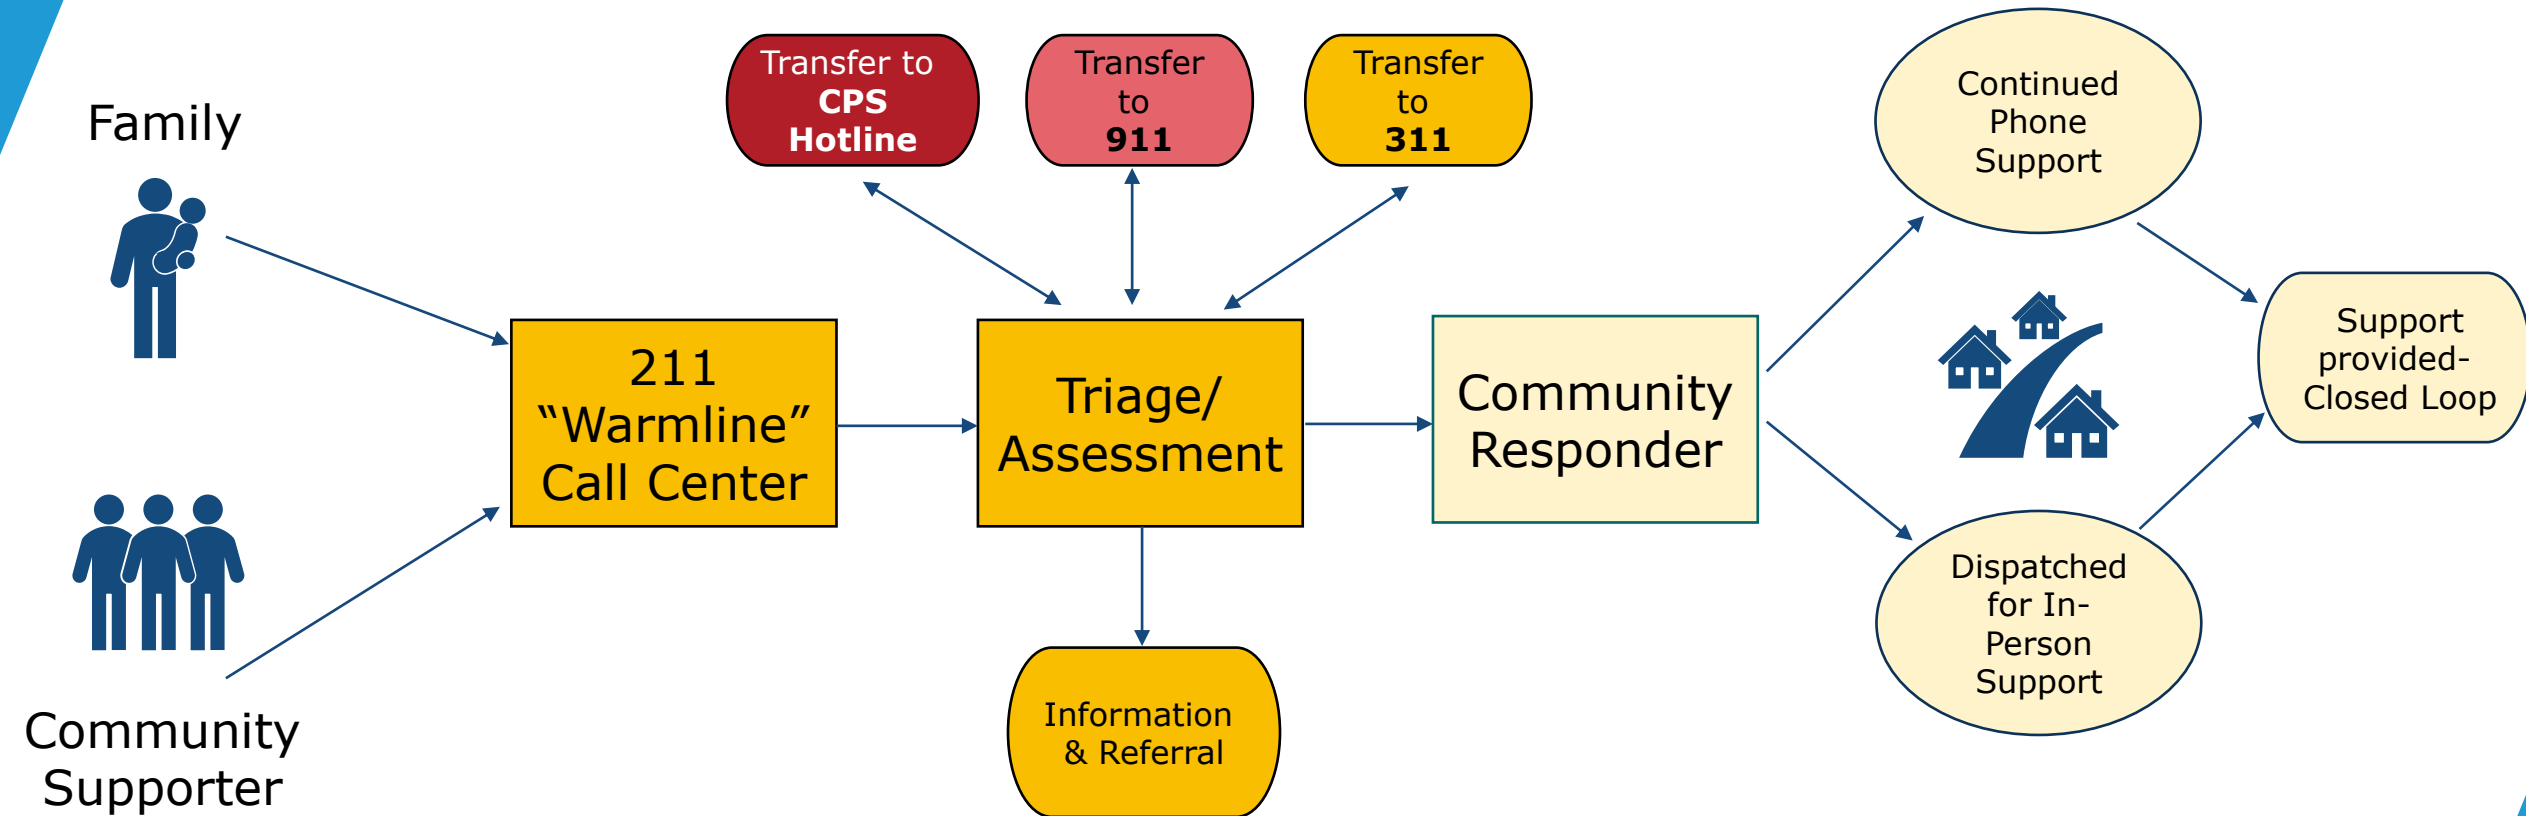 Family
Community
Supporter
211
“Warmline”
Call Center
Transfer to
CPS
Hotline
Transfer
to
911
Transfer
to
311
Triage/
Assessment
Information
& Referral
Community
Responder
Continued
Phone
Support
Dispatched
for In-
Person
Support
Support
provided-
Closed Loop